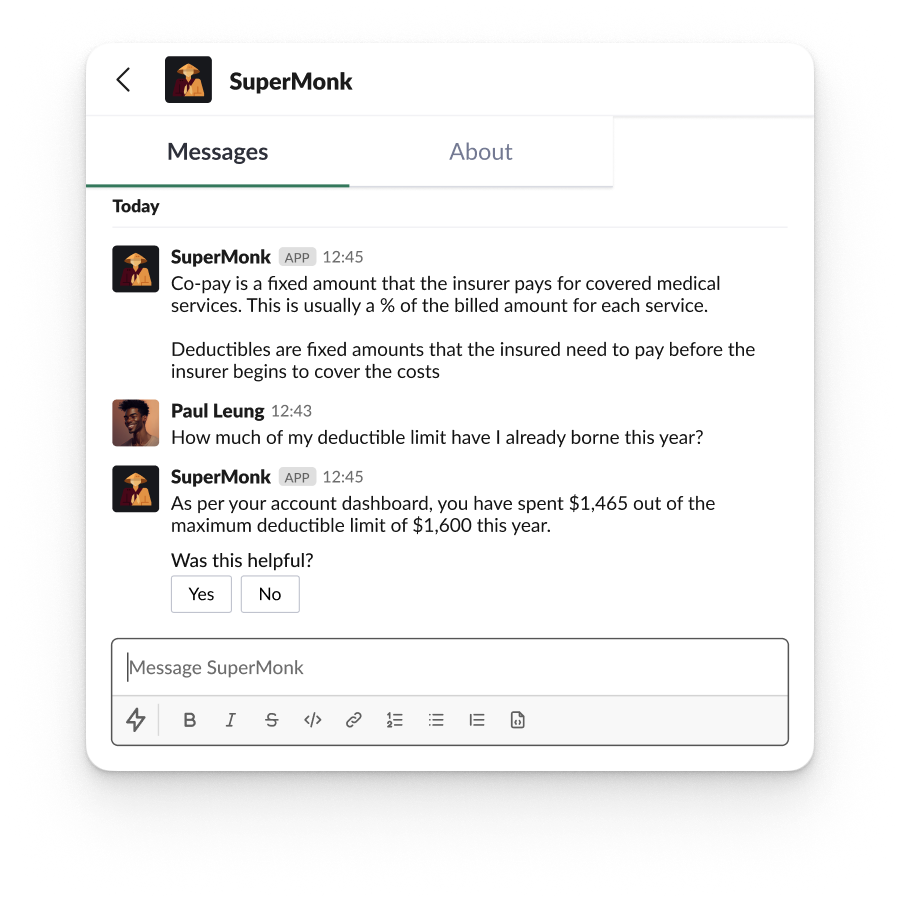 SuperMonk
Messages About
Today
SuperMonk APP 12:45
Co-pay is a fixed amount that the insurer pays for covered medical
services. This is usually a % of the billed amount for each service.
Deductibles are fixed amounts that the insured need to pay before the
insurer begins to cover the costs
Paul Leung 12:43
How much of my deductible limit have I already borne this year?
SuperMonk APP 12:45
As per your account dashboard, you have spent $1,465 out of the
maximum deductible limit of $1,600 this year.
Was this helpful?
Yes No
Message SuperMonk